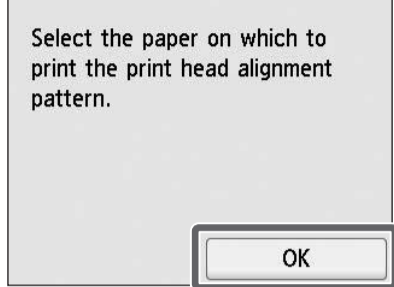 Select the paper on which to
print the print head alignment
pattern.
OK